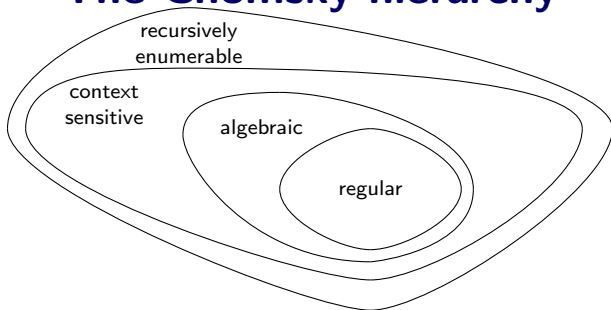 The Chomsky hierarchy
recursively
enumerable
context
sensitive
algebraic
regular